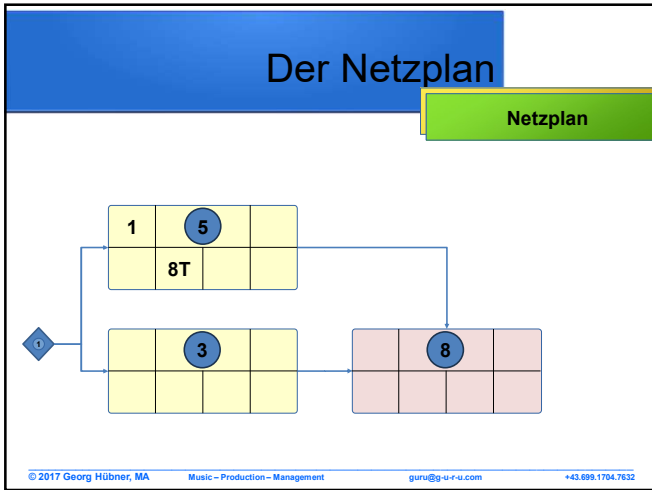 Der Netzplan
Netzplan
1 5
8T
1
3 8
© 2017 Georg Hübner, MA Music – Production – Management guru@g-u-r-u.com +43.699.1704.7632